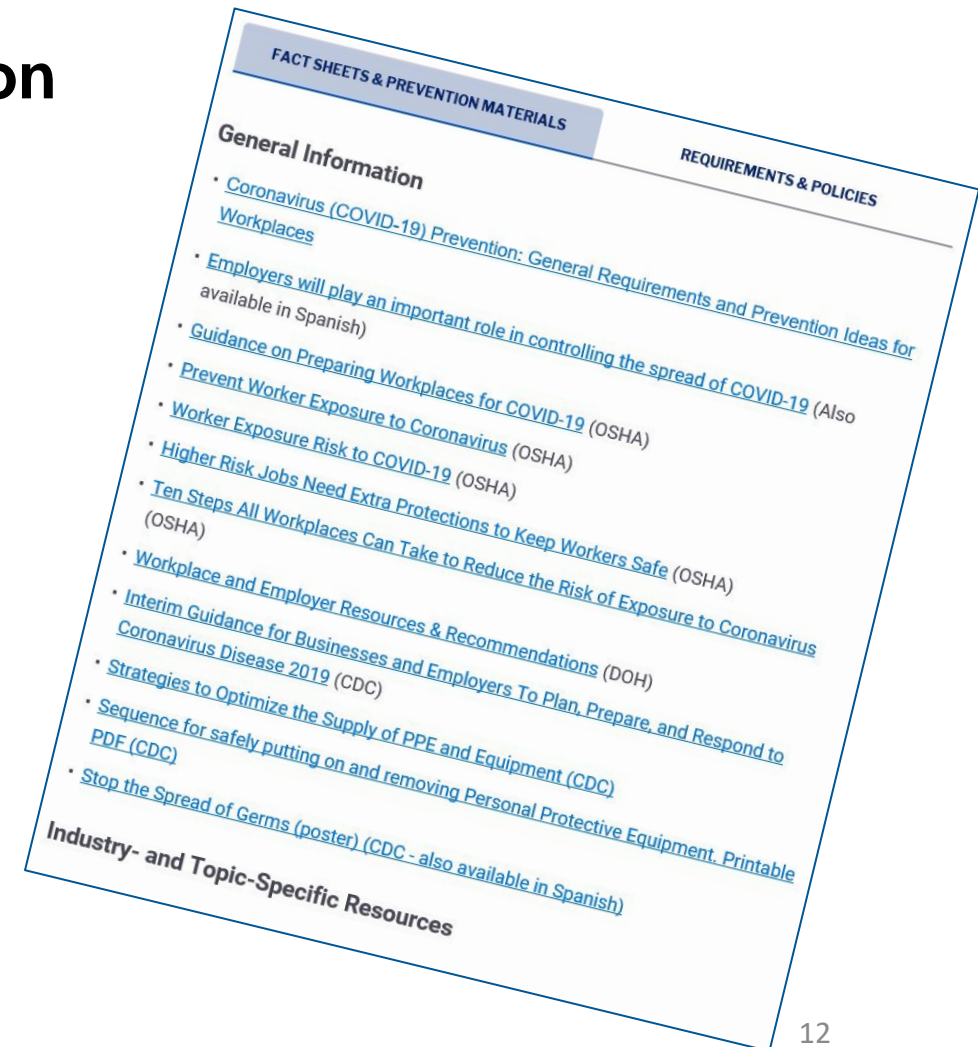 on
FACT SHEETS & PREVENTION MATERIALS
REQUIREMENTS & POLICIES
General Information
• Coronavirus (COVID-19) Prevention: General Requirements and Prevention Ideas for
Workplaces
• Employers will play an important role in controlling the spread of COVID-19 (Also
available in Spanish)
• Guidance on Preparing Workplaces for COVID-19 (OSHA)
• Prevent Worker Exposure to Coronavirus (OSHA)
• Worker Exposure Risk to COVID-19 (OSHA)
• Higher Risk Jobs Need Extra Protections to Keep Workers Safe (OSHA)
• Ten Steps All Workplaces Can Take to Reduce the Risk of Exposure to Coronavirus
(OSHA)
• Workplace and Employer Resources & Recommendations (DOH)
• Interim Guidance for Businesses and Employers To Plan, Prepare, and Respond to
Coronavirus Disease 2019 (CDC)
• Strategies to Optimize the Supply of PPE and Equipment (CDC)
• Sequence for safely putting on and removing Personal Protective Equipment. Printable
PDF (CDC)
• Stop the Spread of Germs (poster) (CDC - also available in Spanish)
Industry- and Topic-Specific Resources
12